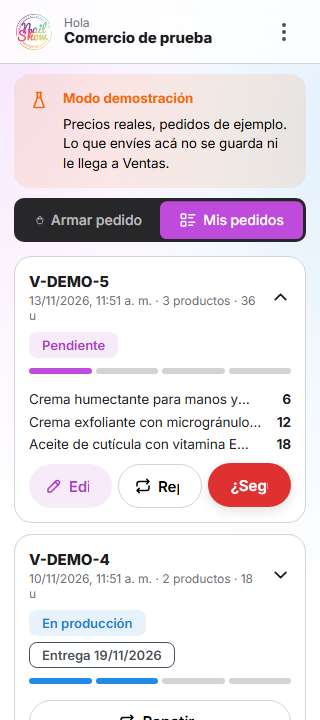 Nail
Show
Hola
Comercio de prueba
Modo demostración
Precios reales, pedidos de ejemplo.
Lo que envíes acá no se guarda ni
le llega a Ventas.
Armar pedido
Mis pedidos
V-DEMO-5
13/11/2026, 11:51 a. m. · 3 productos · 36
u
Pendiente
Crema humectante para manos y... 6
Crema exfoliante con microgránulo... 12
Aceite de cutícula con vitamina E... 18
Edi
Rep
¿Seg
V-DEMO-4
10/11/2026, 11:51 a. m. · 2 productos · 18
u
En producción
Entrega 19/11/2026
Repetir